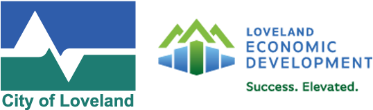 City of Loveland
LOVELAND
ECONOMIC
DEVELOPMENT
Success. Elevated.